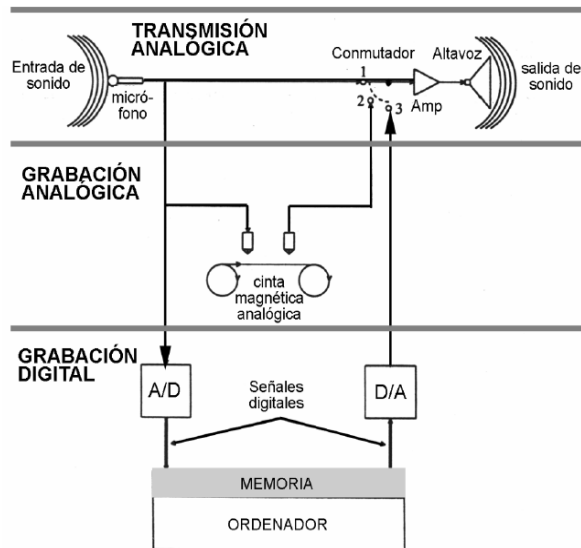 TRANSMISIÓN
ANALÓGICA
Entrada de
sonido
micró-
fono
Conmutador
1
2
3
Amp
Altavoz
salida de
sonido
GRABACIÓN
ANALÓGICA
cinta
magnética
analógica
GRABACIÓN
DIGITAL
A/D
Señales
digitales
D/A
MEMORIA
ORDENADOR